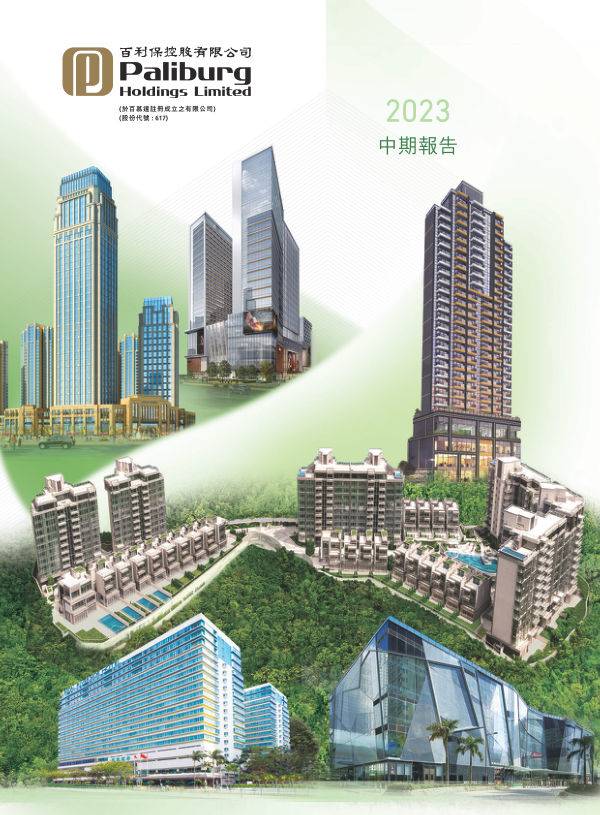 百利保控股有限公司
Paliburg
Holdings Limited
(於百慕達註冊成立之有限公司)
(股份代號 : 617)
2023
中期報告